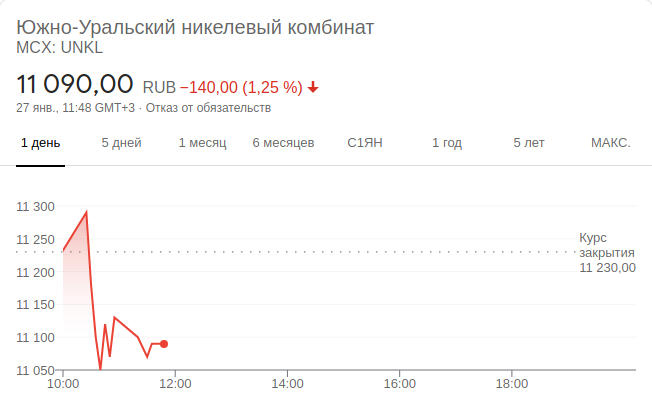 Южно-Уральский никелевый комбинат
MCX: UNKL
11 090,00 RUB −140,00 (1,25 %)
27 янв., 11:48 GMT+3 · Отказ от обязательств
1 день 5 дней 1 месяц 6 месяцев С1ЯН 1 год 5 лет МАКС.
11 300
11 250
11 200
11 150
11 100
11 050
Курс
закрытия
11 230,00
10:00 12:00 14:00 16:00 18:00